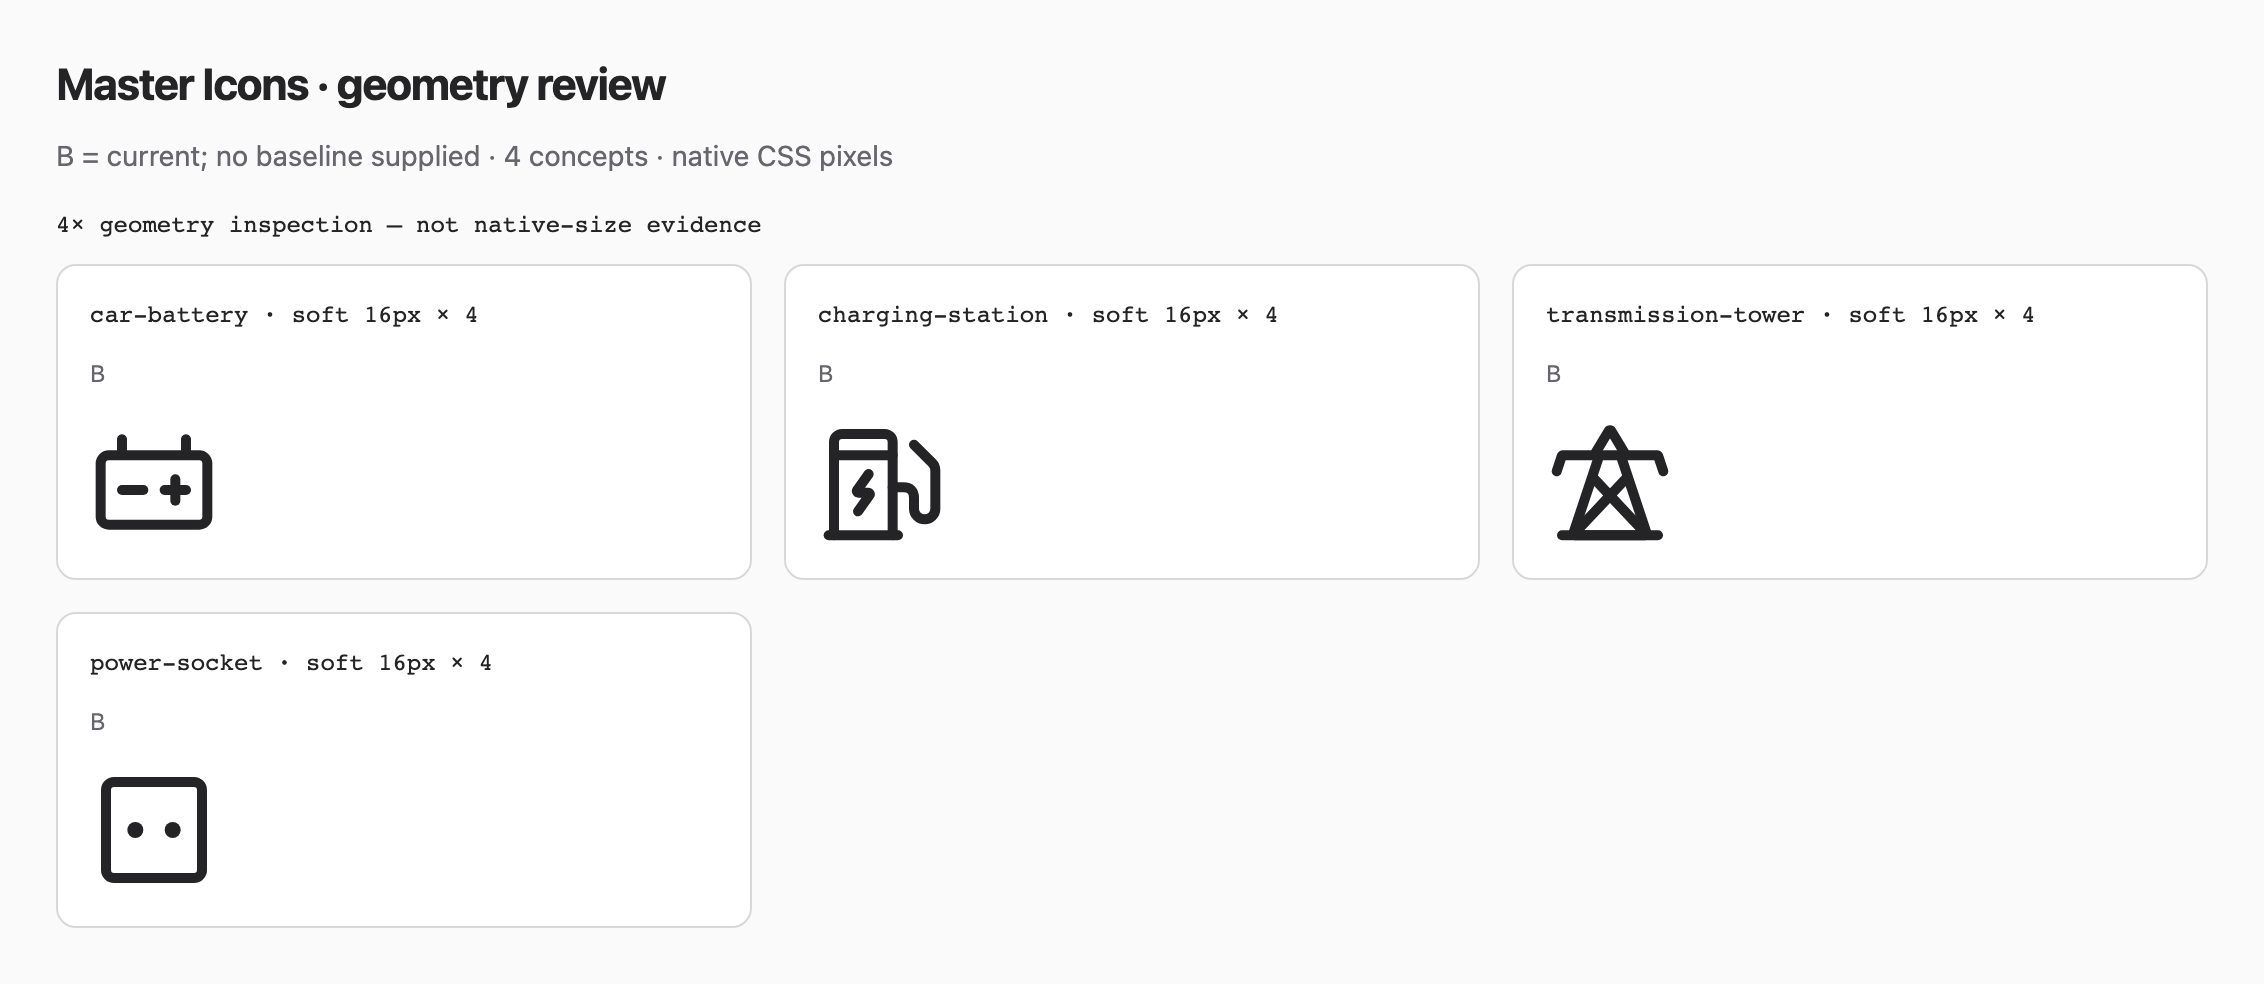 Master Icons · geometry review
B = current; no baseline supplied · 4 concepts · native CSS pixels
4× geometry inspection — not native-size evidence
car-battery · soft 16px × 4
B
charging-station · soft 16px × 4
B
transmission-tower · soft 16px × 4
B
power-socket · soft 16px × 4
B